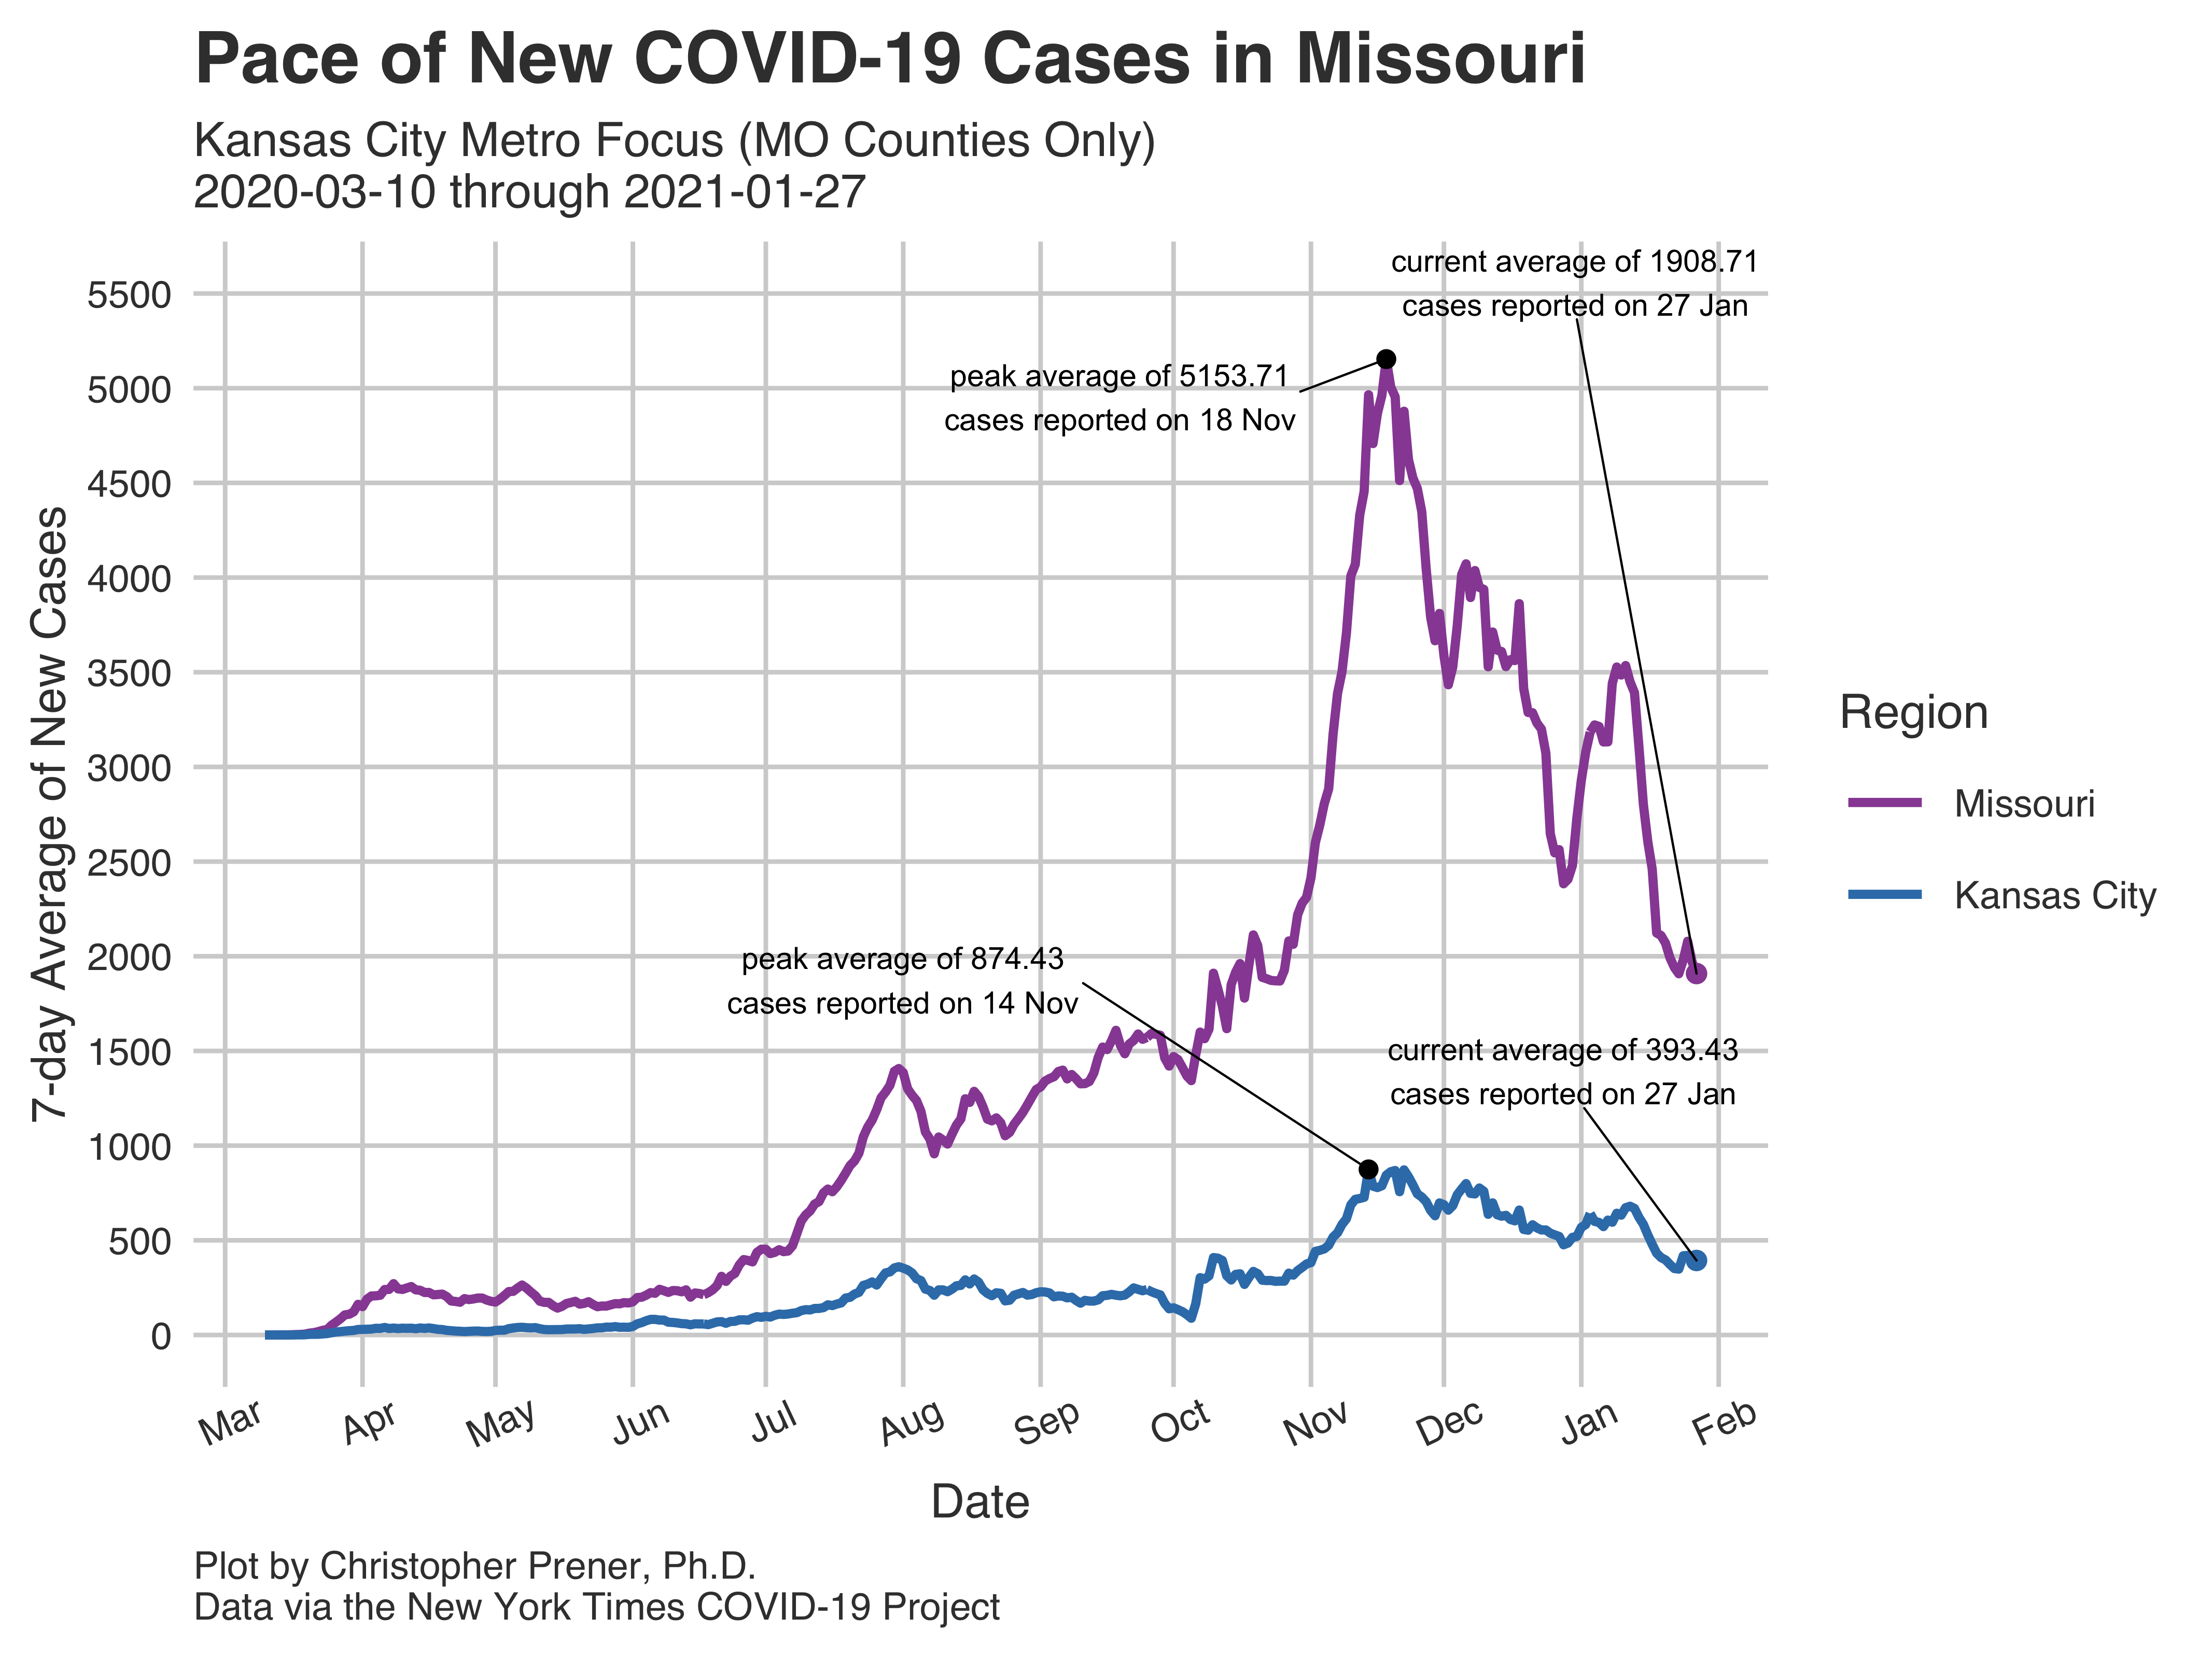 Pace of New COVID-19 Cases in Missouri
Kansas City Metro Focus (MO Counties Only)
2020-03-10 through 2021-01-27
7-day Average of New Cases
5500
5000
4500
4000
3500
3000
2500
2000
1500
1000
500
0
current average of 1908.71
cases reported on 27 Jan
peak average of 5153.71
cases reported on 18 Nov
peak average of 874.43
cases reported on 14 Nov
current average of 393.43
cases reported on 27 Jan
Region
Missouri
Kansas City
Mar Apr May Jun Jul Aug Sep Oct Nov Dec Jan Feb
Date
Plot by Christopher Prener, Ph.D.
Data via the New York Times COVID-19 Project